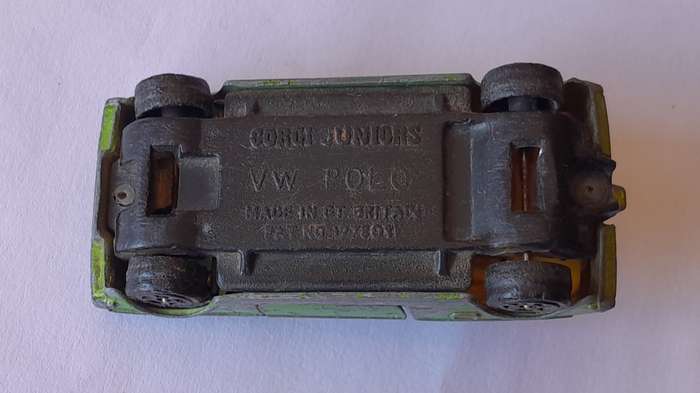 CORGI JUNIORS
VW POLO
MADE IN GT. BRITAIN
PAT NO.